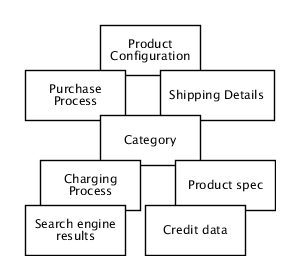 Product
Configuration
Purchase
Process
Shipping Details
Category
Charging
Process
Product spec
Search engine
results
Credit data